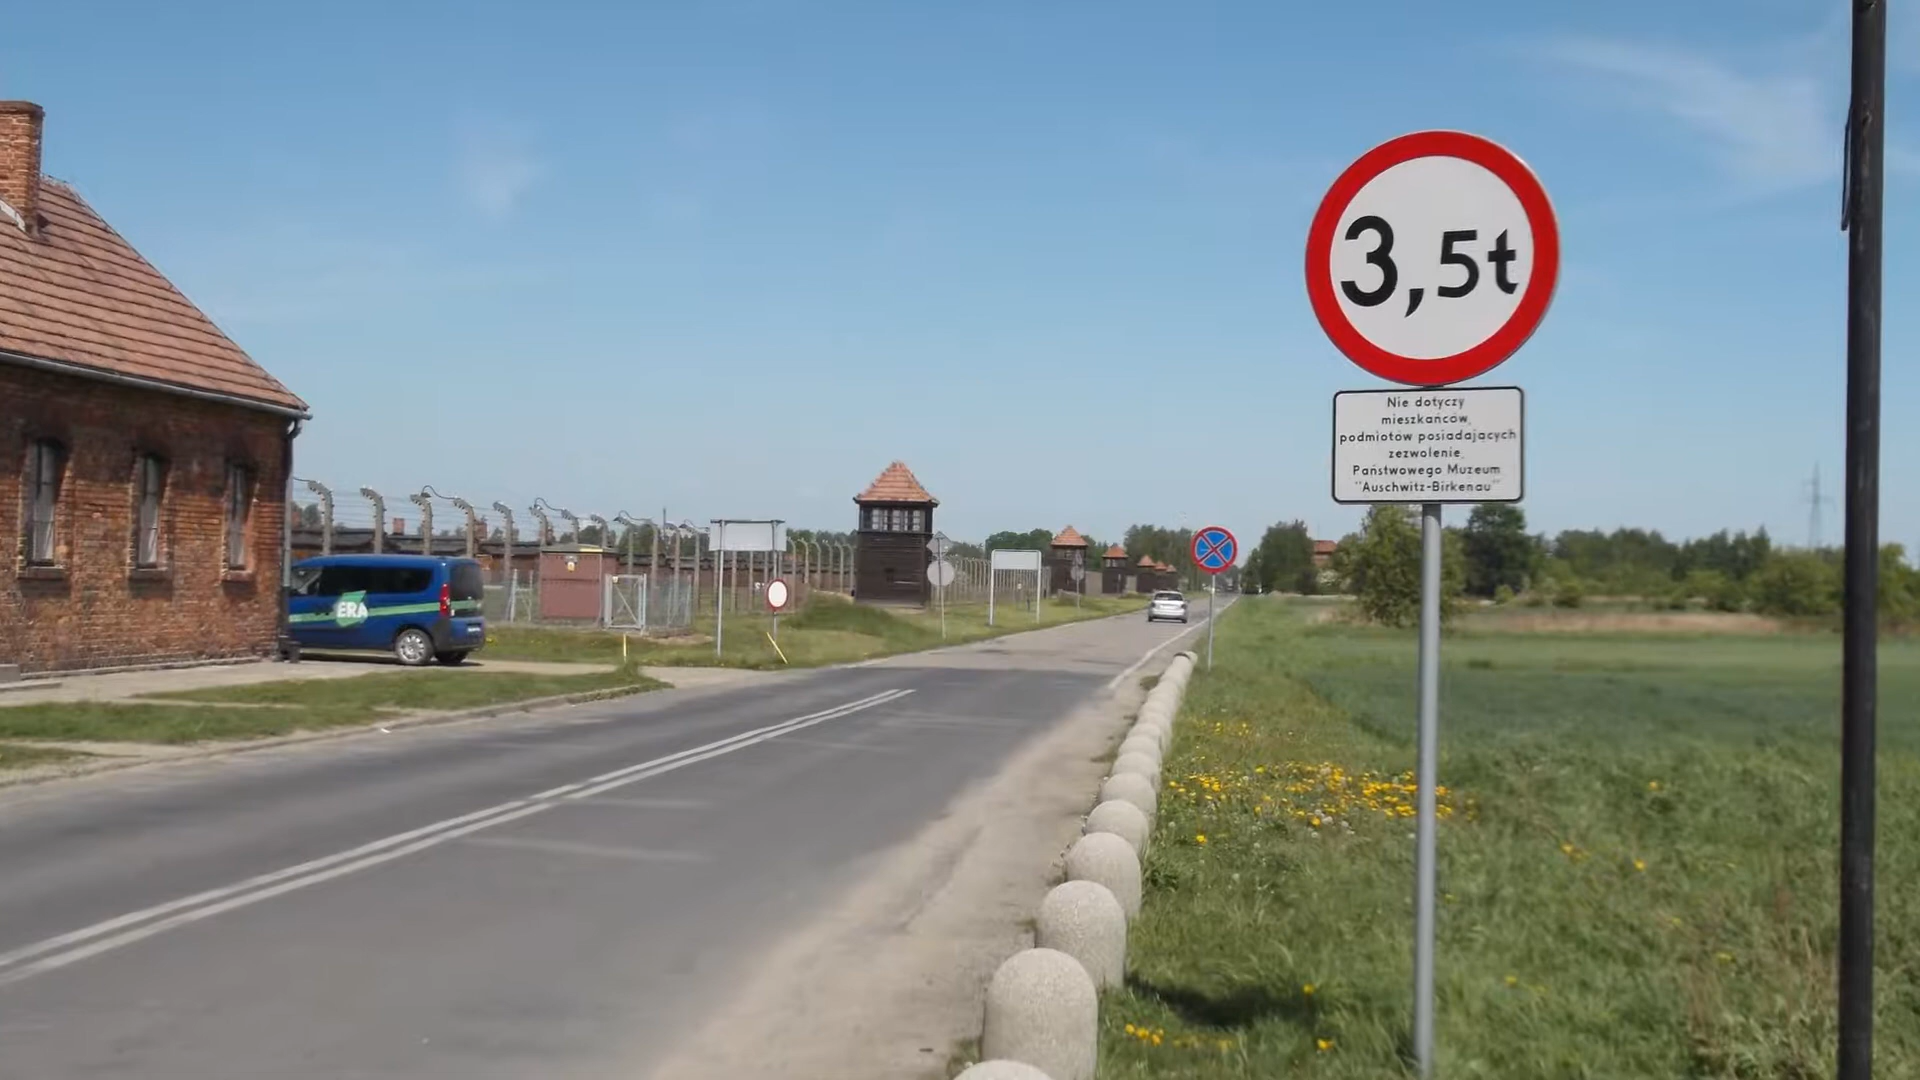 3,5t
Nie dotyczy
mieszkańców,
podmiotów posiadających
zezwolenie,
Państwowego Muzeum
"Auschwitz-Birkenau"
ERA